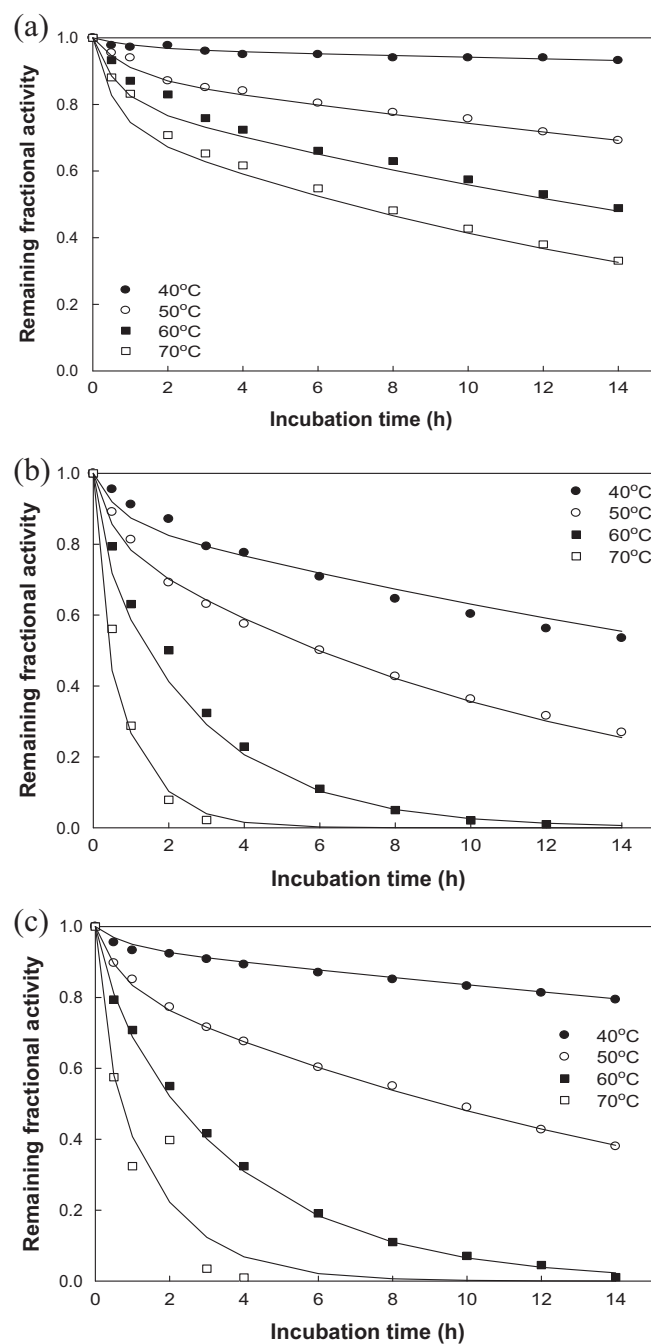 (a)
1.0
0.8
0.6
0.4
0.2
0.0
Remaining fractional activity
40°C
50°C
60°C
70°C
0 2 4 6 8 10 12 14
Incubation time (h)
(b)
1.0
0.8
0.6
0.4
0.2
0.0
Remaining fractional activity
40°C
50°C
60°C
70°C
0 2 4 6 8 10 12 14
Incubation time (h)
(c)
1.0
0.8
0.6
0.4
0.2
0.0
Remaining fractional activity
40°C
50°C
60°C
70°C
0 2 4 6 8 10 12 14
Incubation time (h)